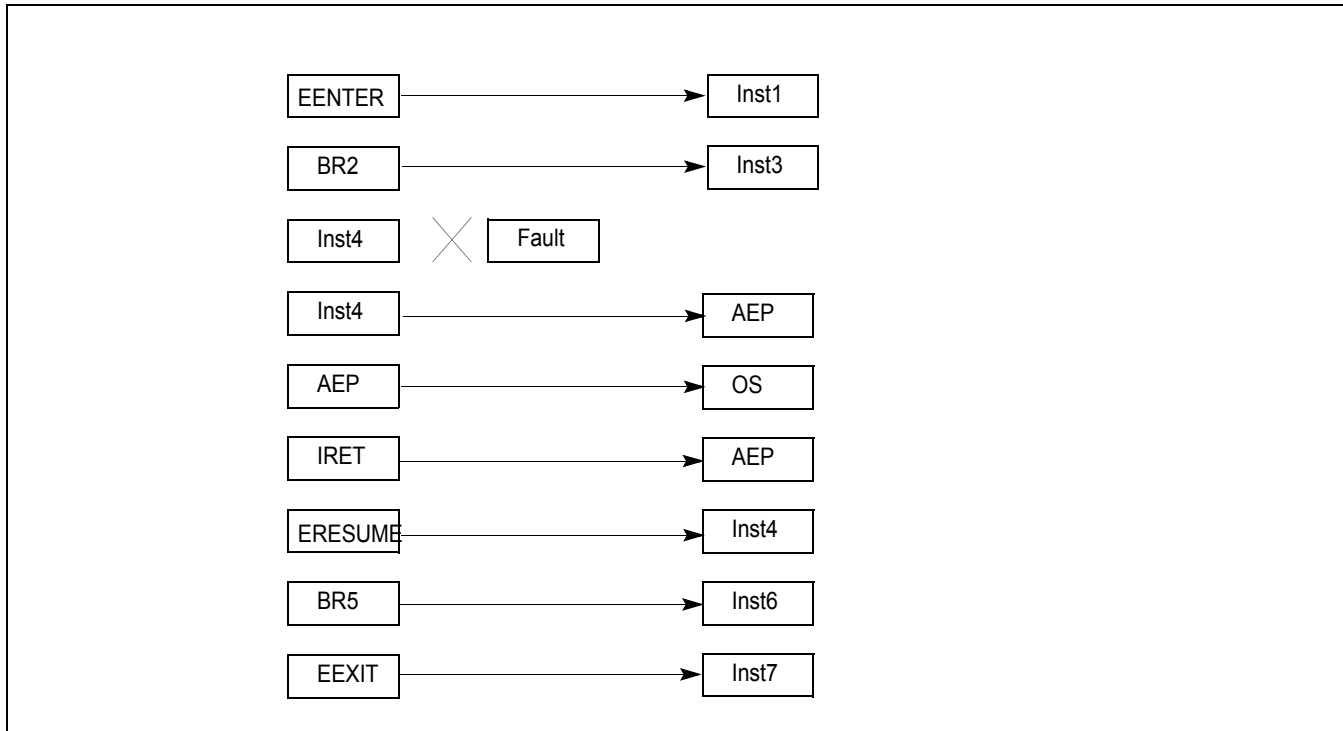 EENTER Inst1
BR2 Inst3
Inst4 Fault
Inst4 AEP
AEP OS
IRET AEP
ERESUME Inst4
BR5 Inst6
EEXIT Inst7